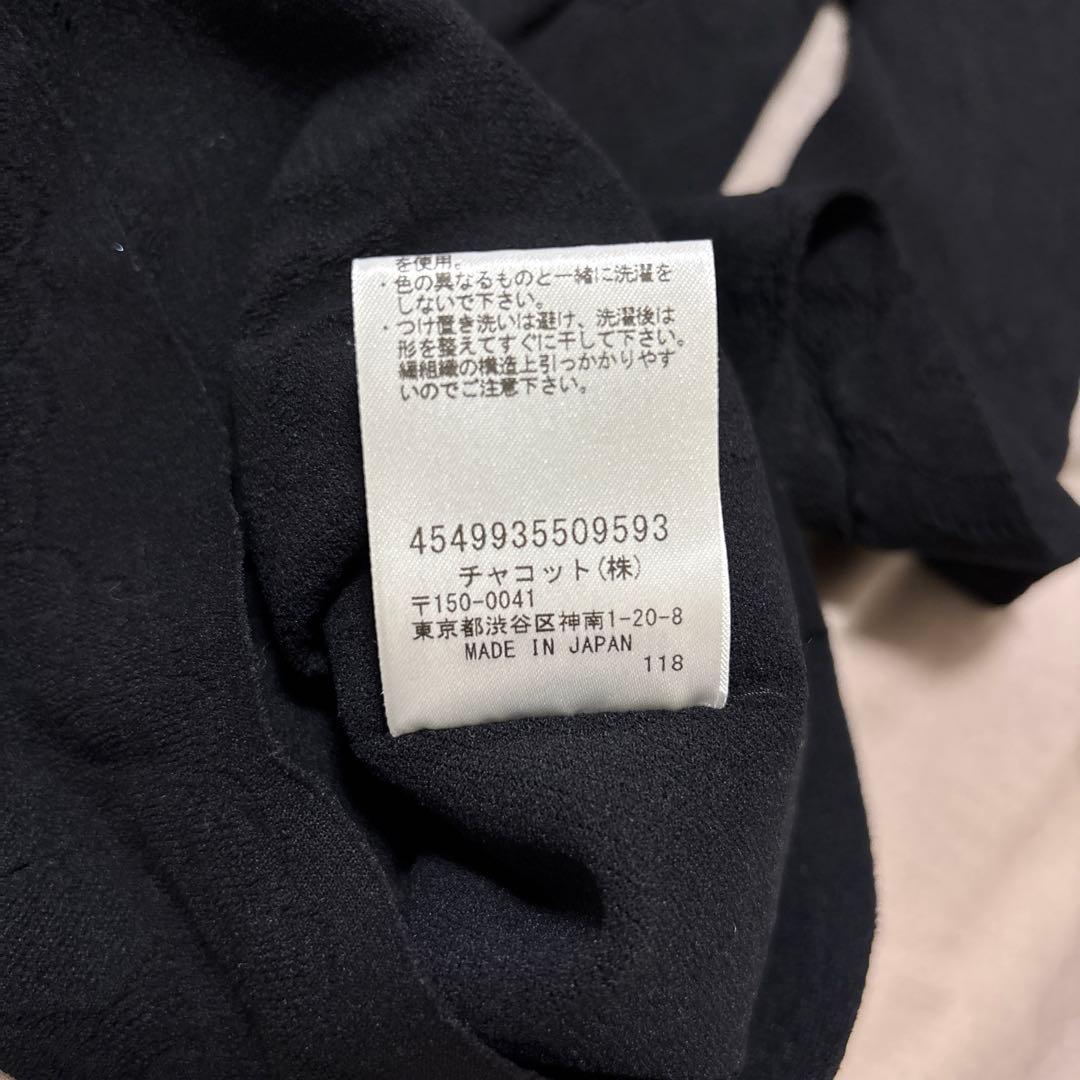 を使用。
・色の異なるものと一緒に洗濯を
しないで下さい。
・つけ置き洗いは避け、洗濯後は
形を整えてすぐに干して下さい。
編組織の構造上引っかかりやす
いのでご注意下さい。
4549935509593
チャコット(株)
〒150-0041
東京都渋谷区神南1-20-8
MADE IN JAPAN
118